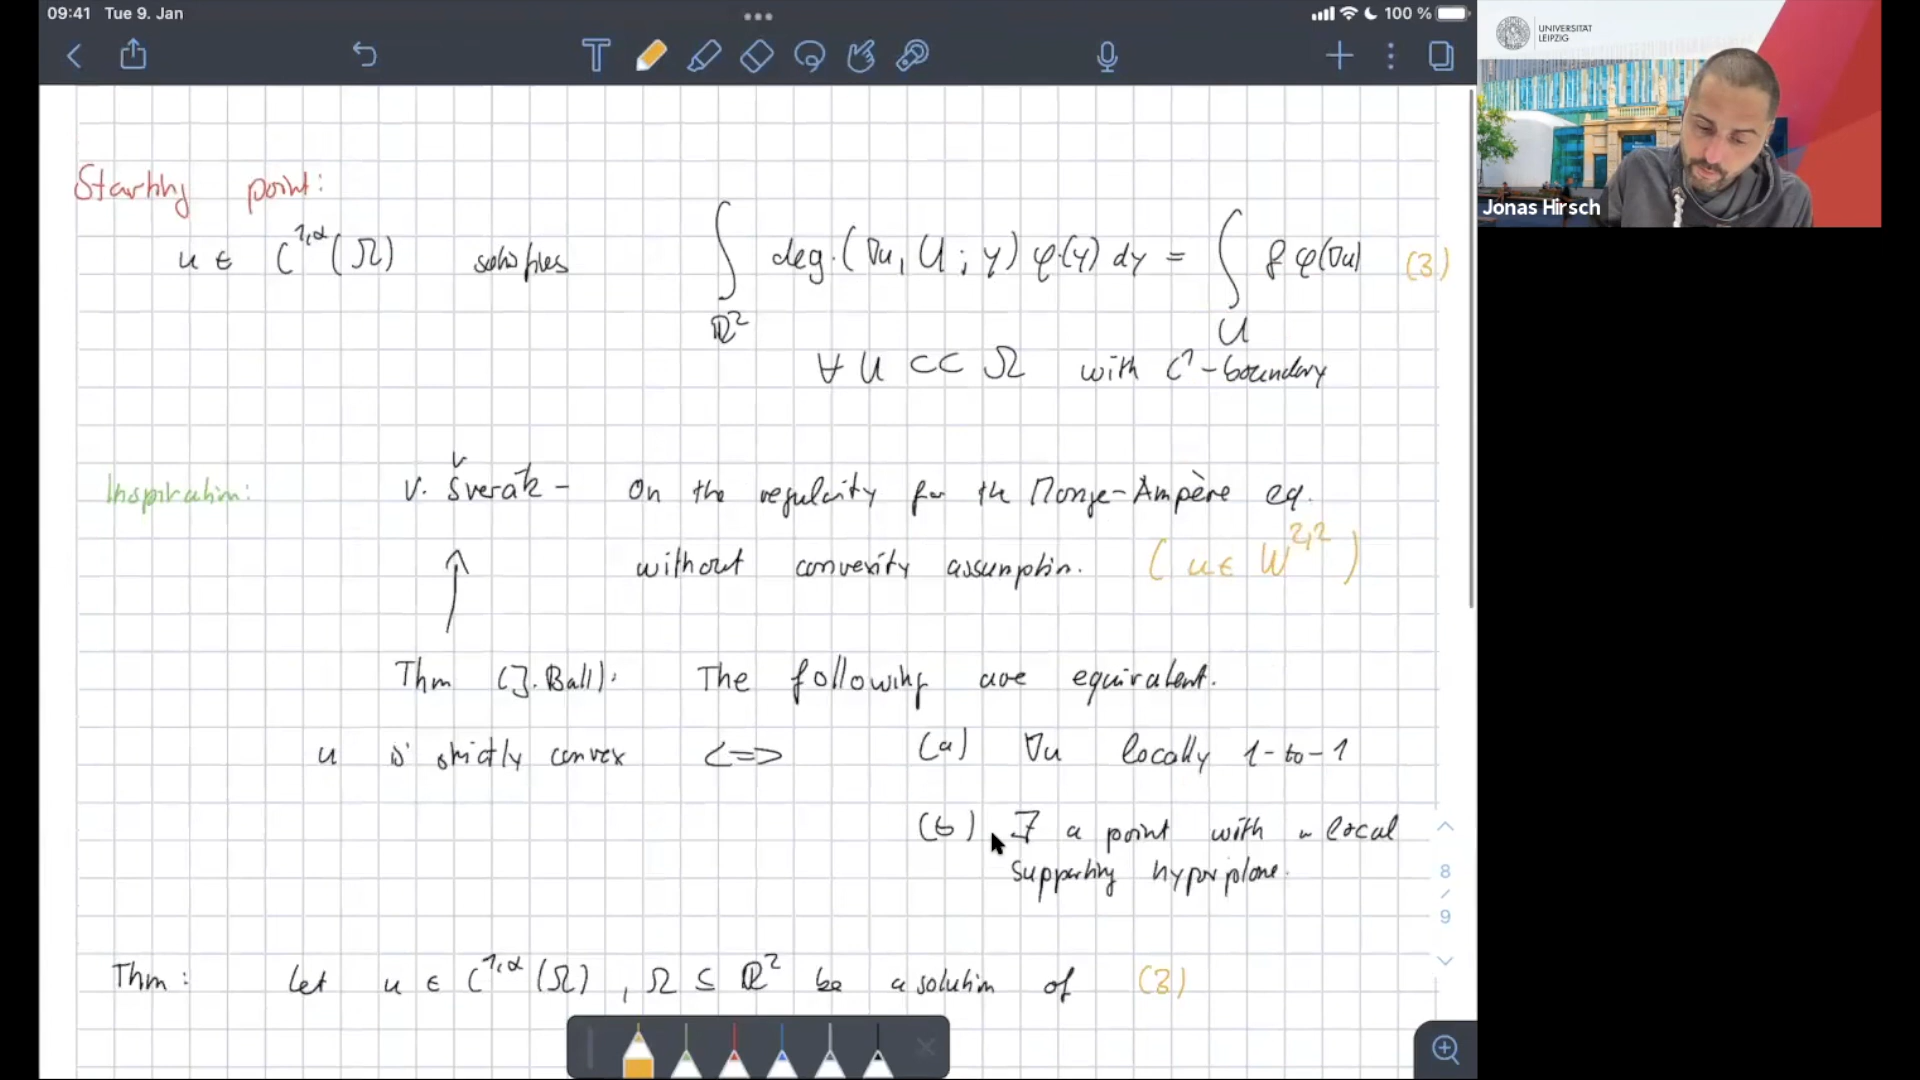 09:41 Tue 9. Jan
100 %
UNIVERSITÄT
LEIPZIG
Jonas Hirsch
Starting point:
u ∈ C^{1,α}(Ω) satisfies ∫_{ℝ²} deg.(∇u, U; y) φ(y) dy = ∫_U f φ(∇u) (3)
∀ U ⊂⊂ Ω with C¹-boundary
Inspiration: V. Šverák - On the regularity for the Monge-Ampère eq.
without convexity assumption. (u ∈ W^{2,2})
Thm (J. Ball): The following are equivalent.
u is strictly convex <=> (a) ∇u locally 1-to-1
(b) ∃ a point with a local
supporting hyperplane.
8
/
9
Thm: Let u ∈ C^{1,α}(Ω), Ω ⊆ ℝ² be a solution of (3)